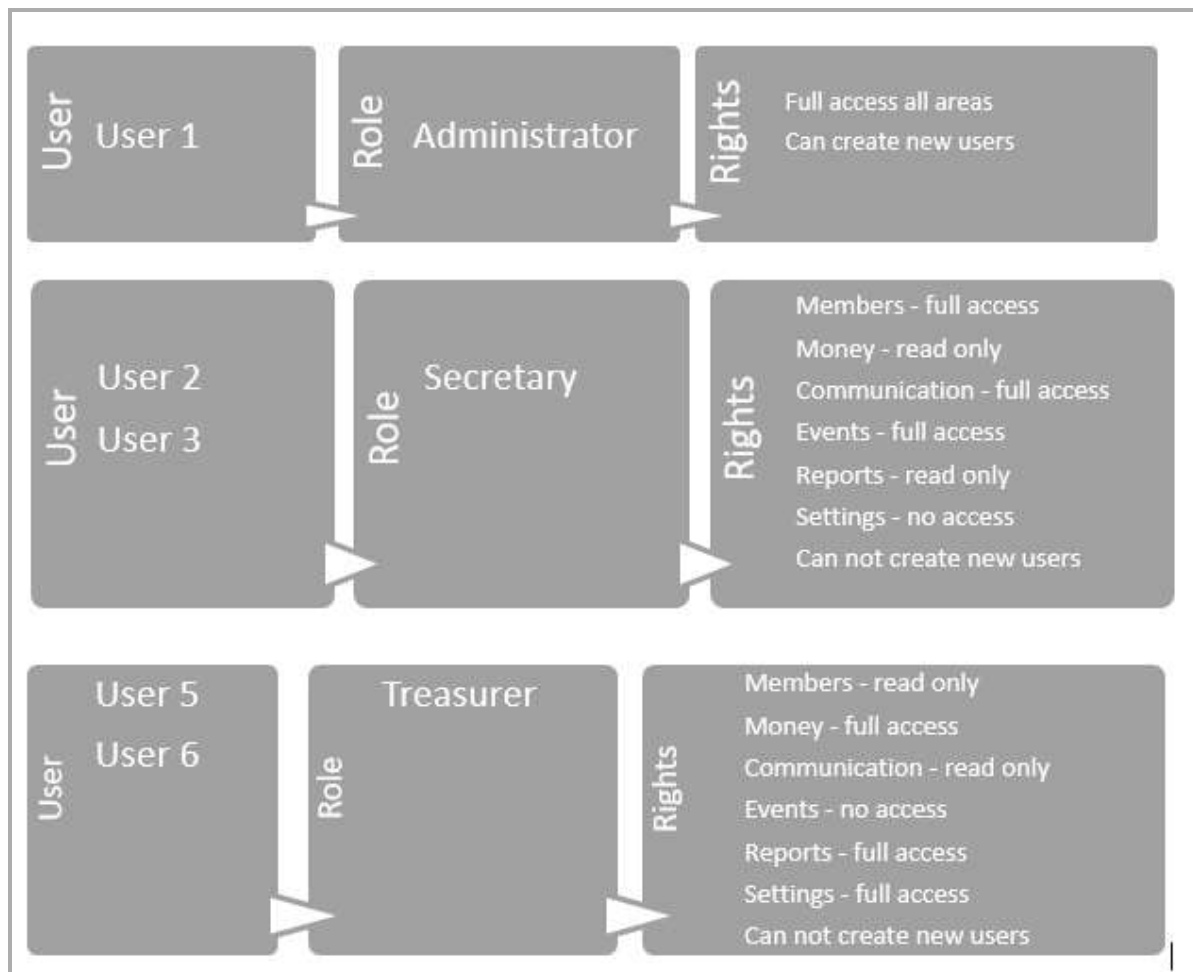 User
User 1
Role
Administrator
Rights
Full access all areas
Can create new users
User
User 2
User 3
Role
Secretary
Rights
Members - full access
Money - read only
Communication - full access
Events - full access
Reports - read only
Settings - no access
Can not create new users
User
User 5
User 6
Role
Treasurer
Rights
Members - read only
Money - full access
Communication - read only
Events - no access
Reports - full access
Settings - full access
Can not create new users